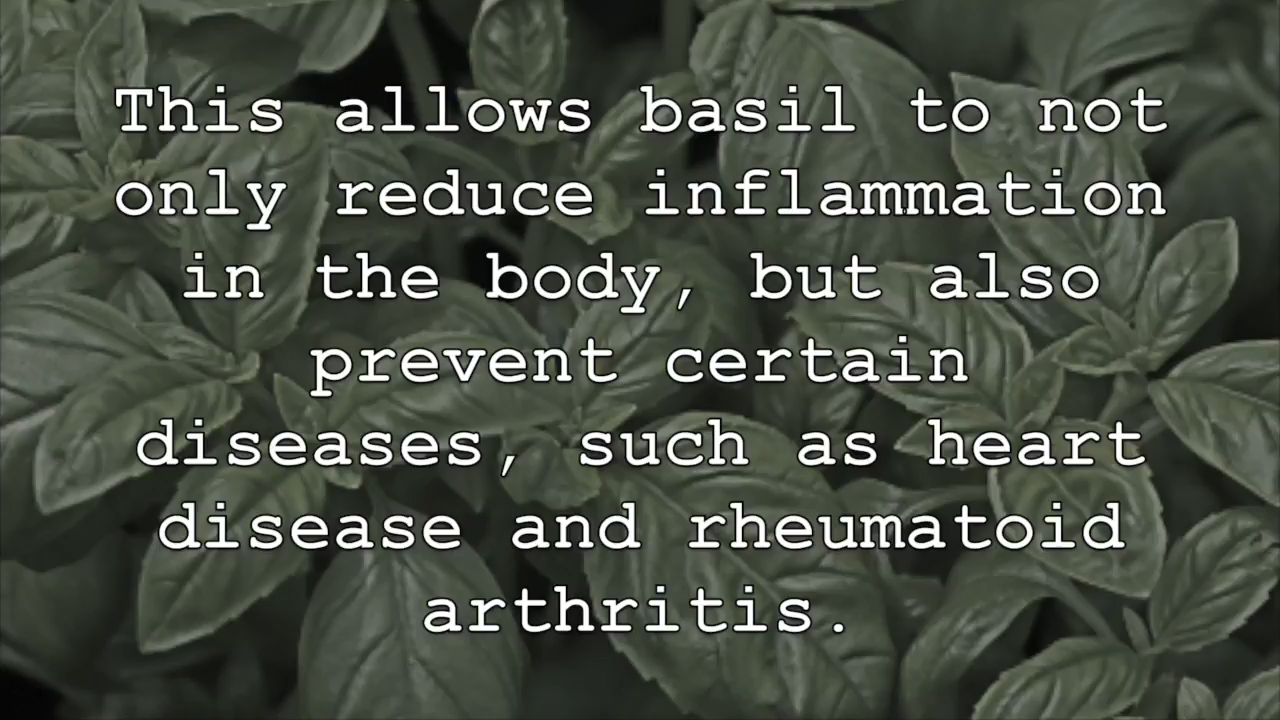 This allows basil to not
only reduce inflammation
in the body, but also
prevent certain
diseases, such as heart
disease and rheumatoid
arthritis.